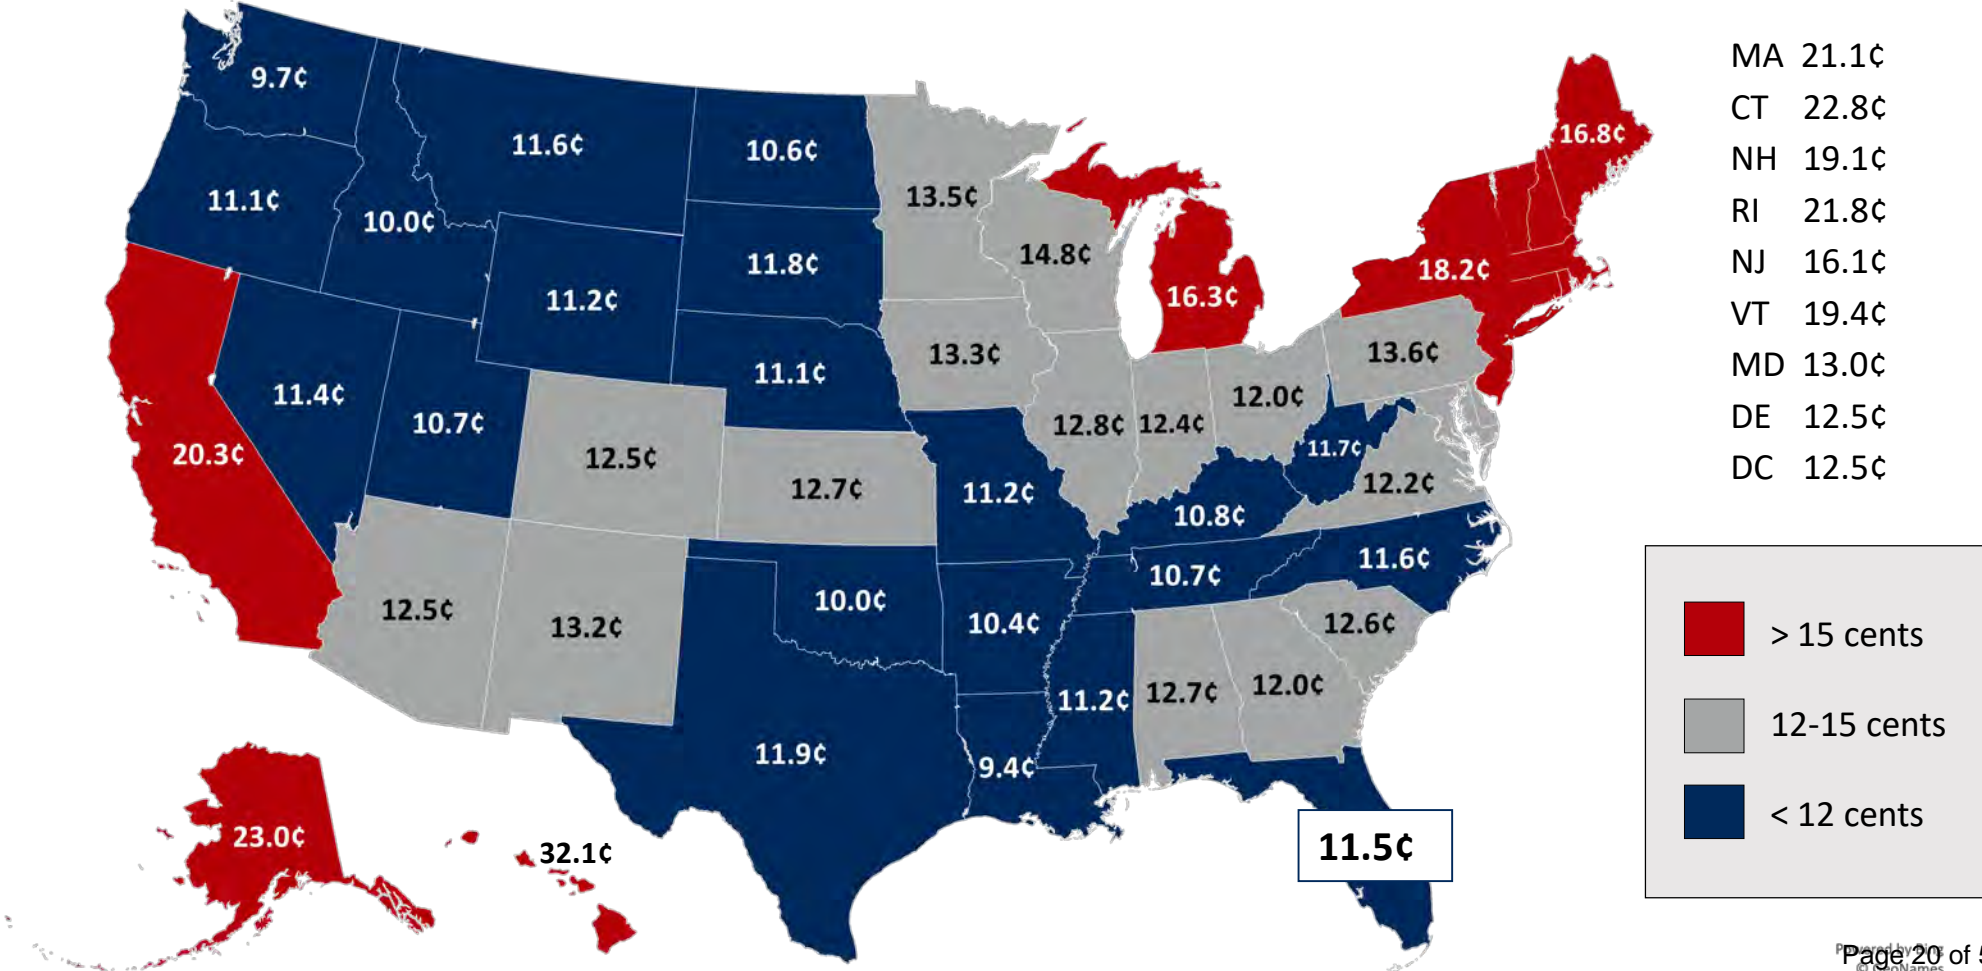 9.7¢
11.6¢
10.6¢
13.5¢
16.8¢
11.1¢
10.0¢
11.8¢
14.8¢
16.3¢
18.2¢
11.2¢
13.3¢
13.6¢
11.4¢
10.7¢
11.1¢
12.8¢
12.4¢
12.0¢
11.7¢
20.3¢
12.5¢
12.7¢
11.2¢
10.8¢
12.2¢
12.5¢
13.2¢
10.0¢
10.4¢
10.7¢
11.6¢
12.6¢
11.9¢
9.4¢
11.2¢
12.7¢
12.0¢
23.0¢
32.1¢
11.5¢
MA 21.1¢
CT 22.8¢
NH 19.1¢
RI 21.8¢
NJ 16.1¢
VT 19.4¢
MD 13.0¢
DE 12.5¢
DC 12.5¢
> 15 cents
12-15 cents
< 12 cents
Powered by Bing
© GeoNames
Page 20 of 5